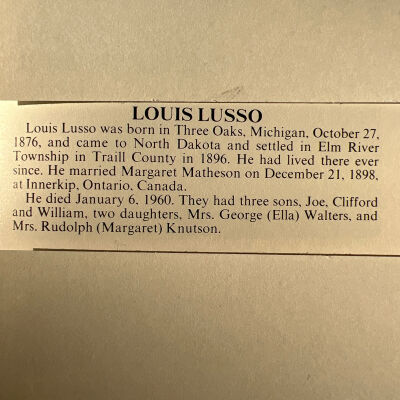 LOUIS LUSSO
Louis Lusso was born in Three Oaks, Michigan, October 27,
1876, and came to North Dakota and settled in Elm River
Township in Traill County in 1896. He had lived there ever
since. He married Margaret Matheson on December 21, 1898,
at Innerkip, Ontario, Canada.
He died January 6, 1960. They had three sons, Joe, Clifford
and William, two daughters, Mrs. George (Ella) Walters, and
Mrs. Rudolph (Margaret) Knutson.